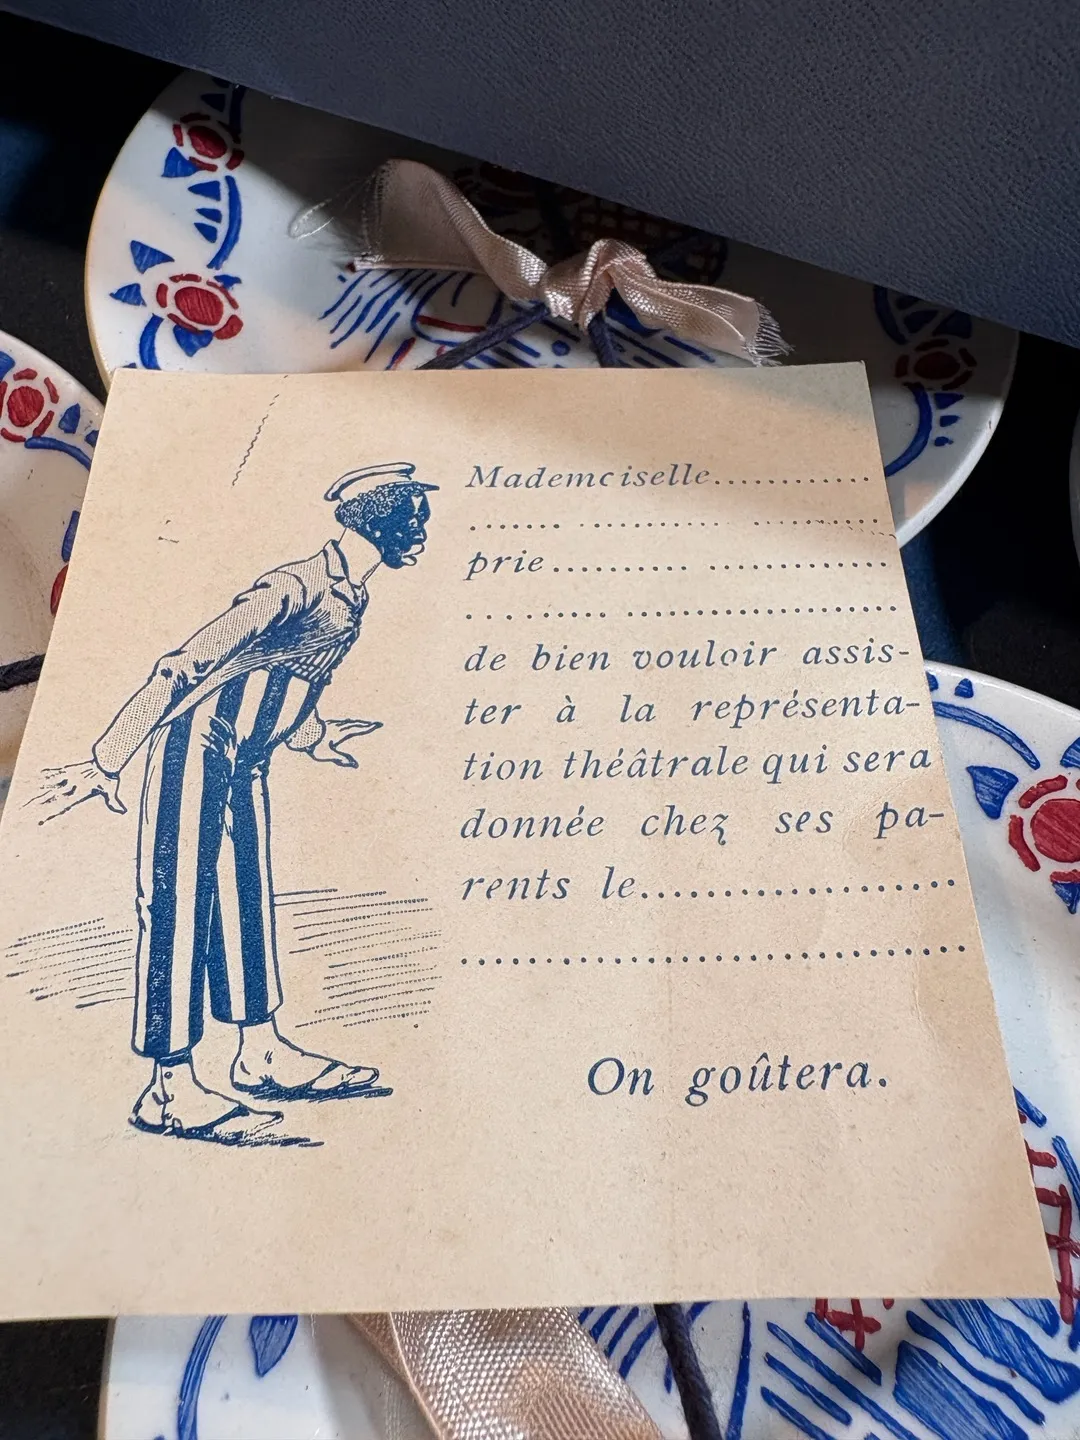 Mademoiselle............
.......................
prie......................
.......................
de bien vouloir assis-
ter à la représenta-
tion théâtrale qui sera
donnée chez ses pa-
rents le...................
..............................
On goûtera.